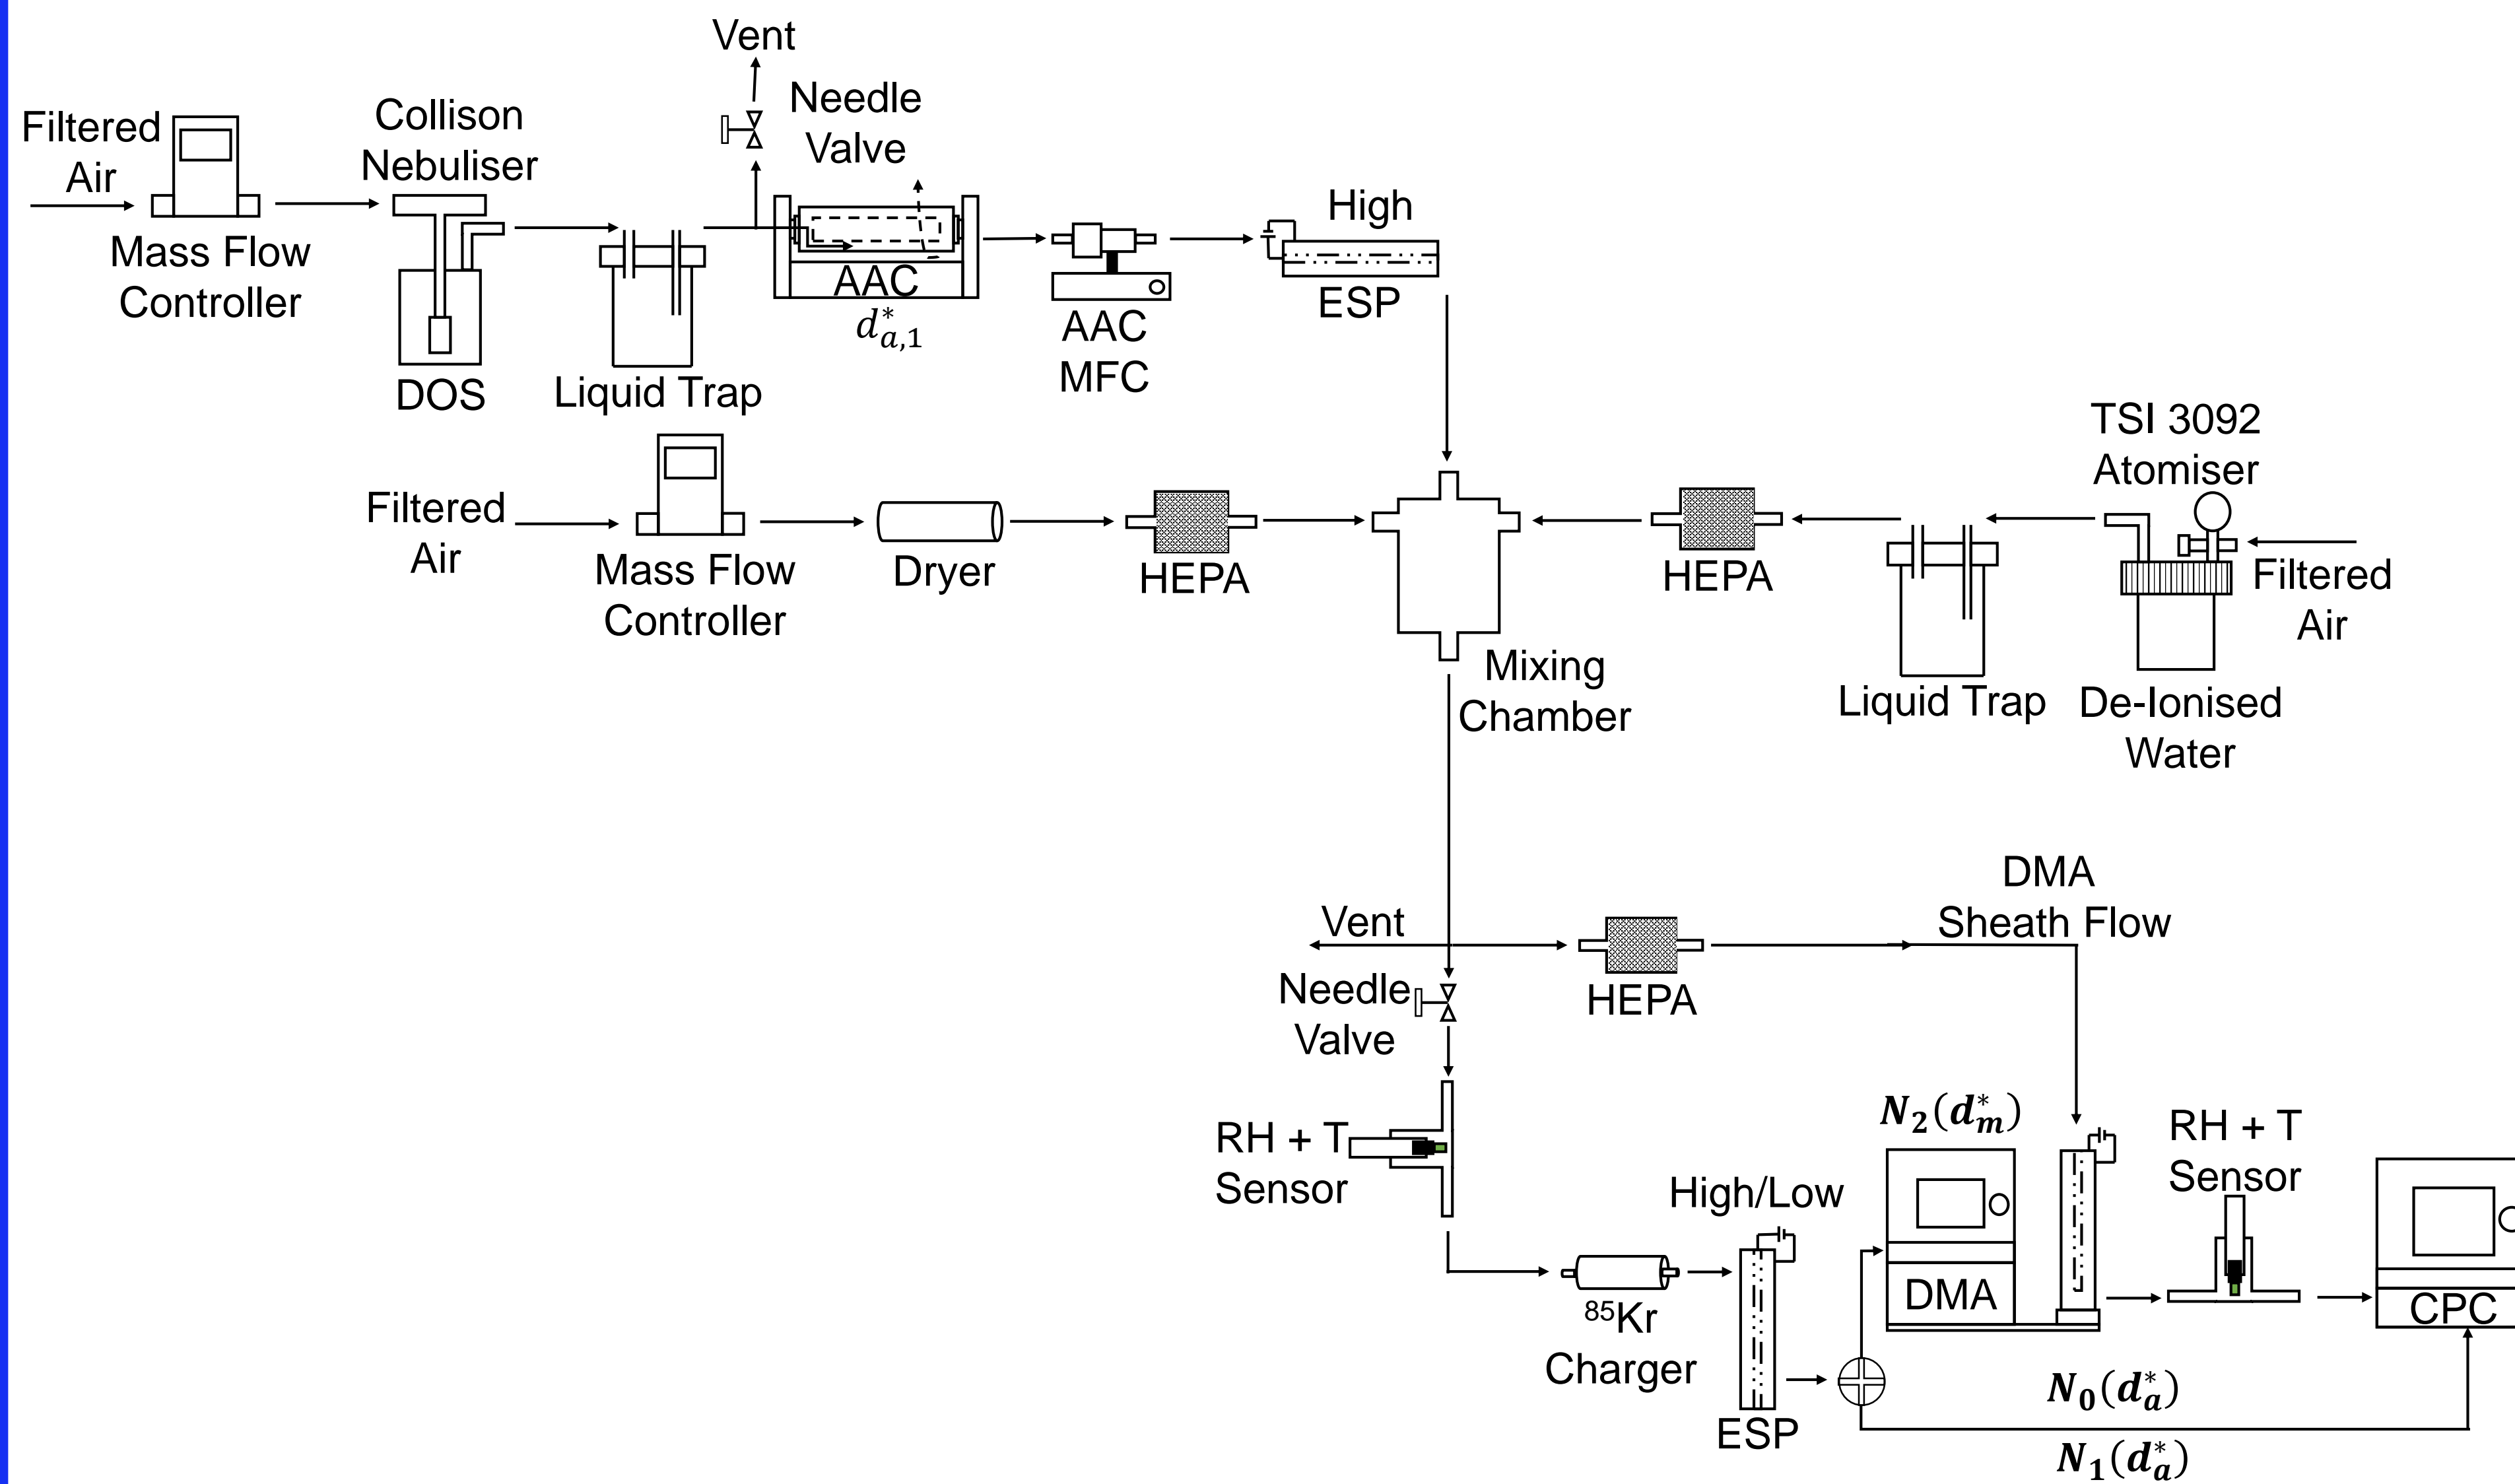 Vent
Needle
Valve
Filtered
Air
Collison
Nebuliser
Mass Flow
Controller
DOS
Liquid Trap
AAC
d*a,1
AAC
MFC
High
ESP
Filtered
Air
Mass Flow
Controller
Dryer
HEPA
Mixing
Chamber
HEPA
Liquid Trap
TSI 3092
Atomiser
Filtered
Air
De-Ionised
Water
Vent
Needle
Valve
HEPA
DMA
Sheath Flow
RH + T
Sensor
⁸⁵Kr
Charger
High/Low
ESP
N₂(d*m)
DMA
RH + T
Sensor
CPC
N₀(d*a)
N₁(d*a)